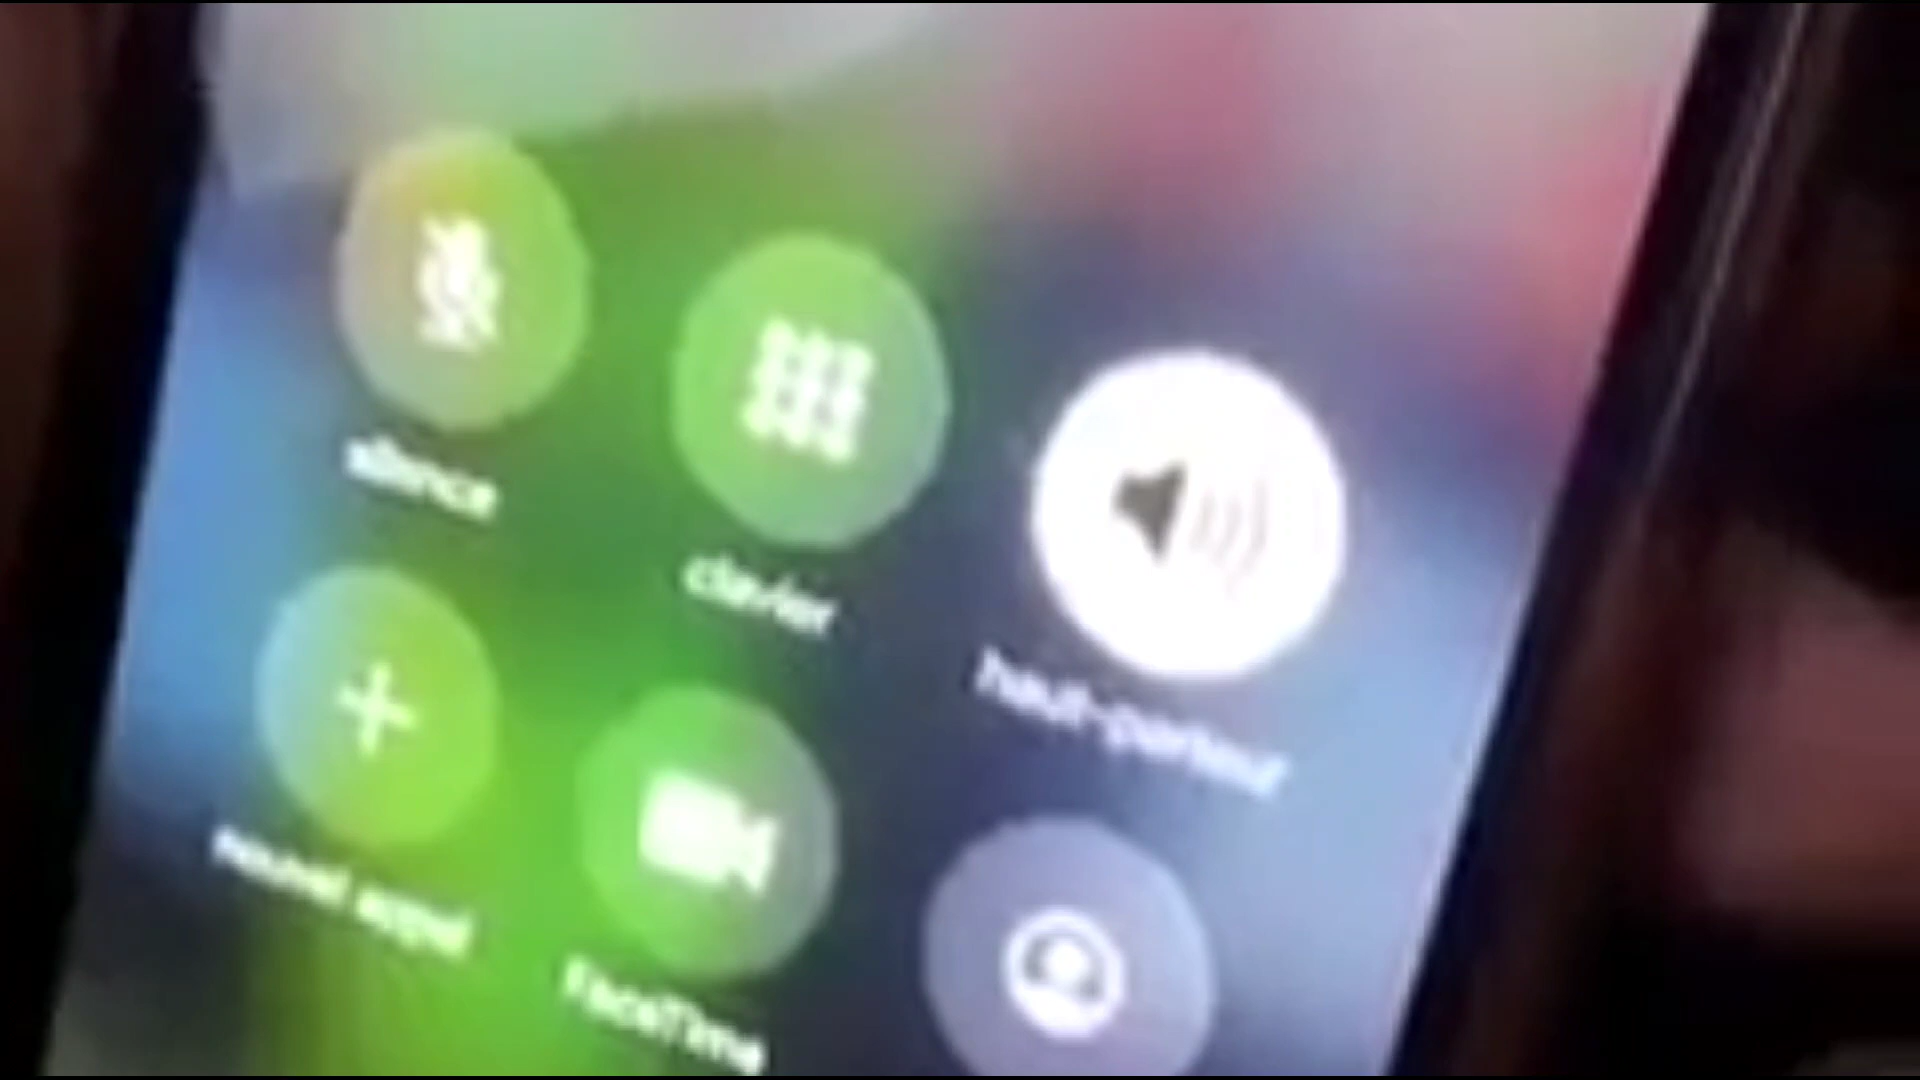 silence
clavier
haut-parleur
nouvel appel
FaceTime